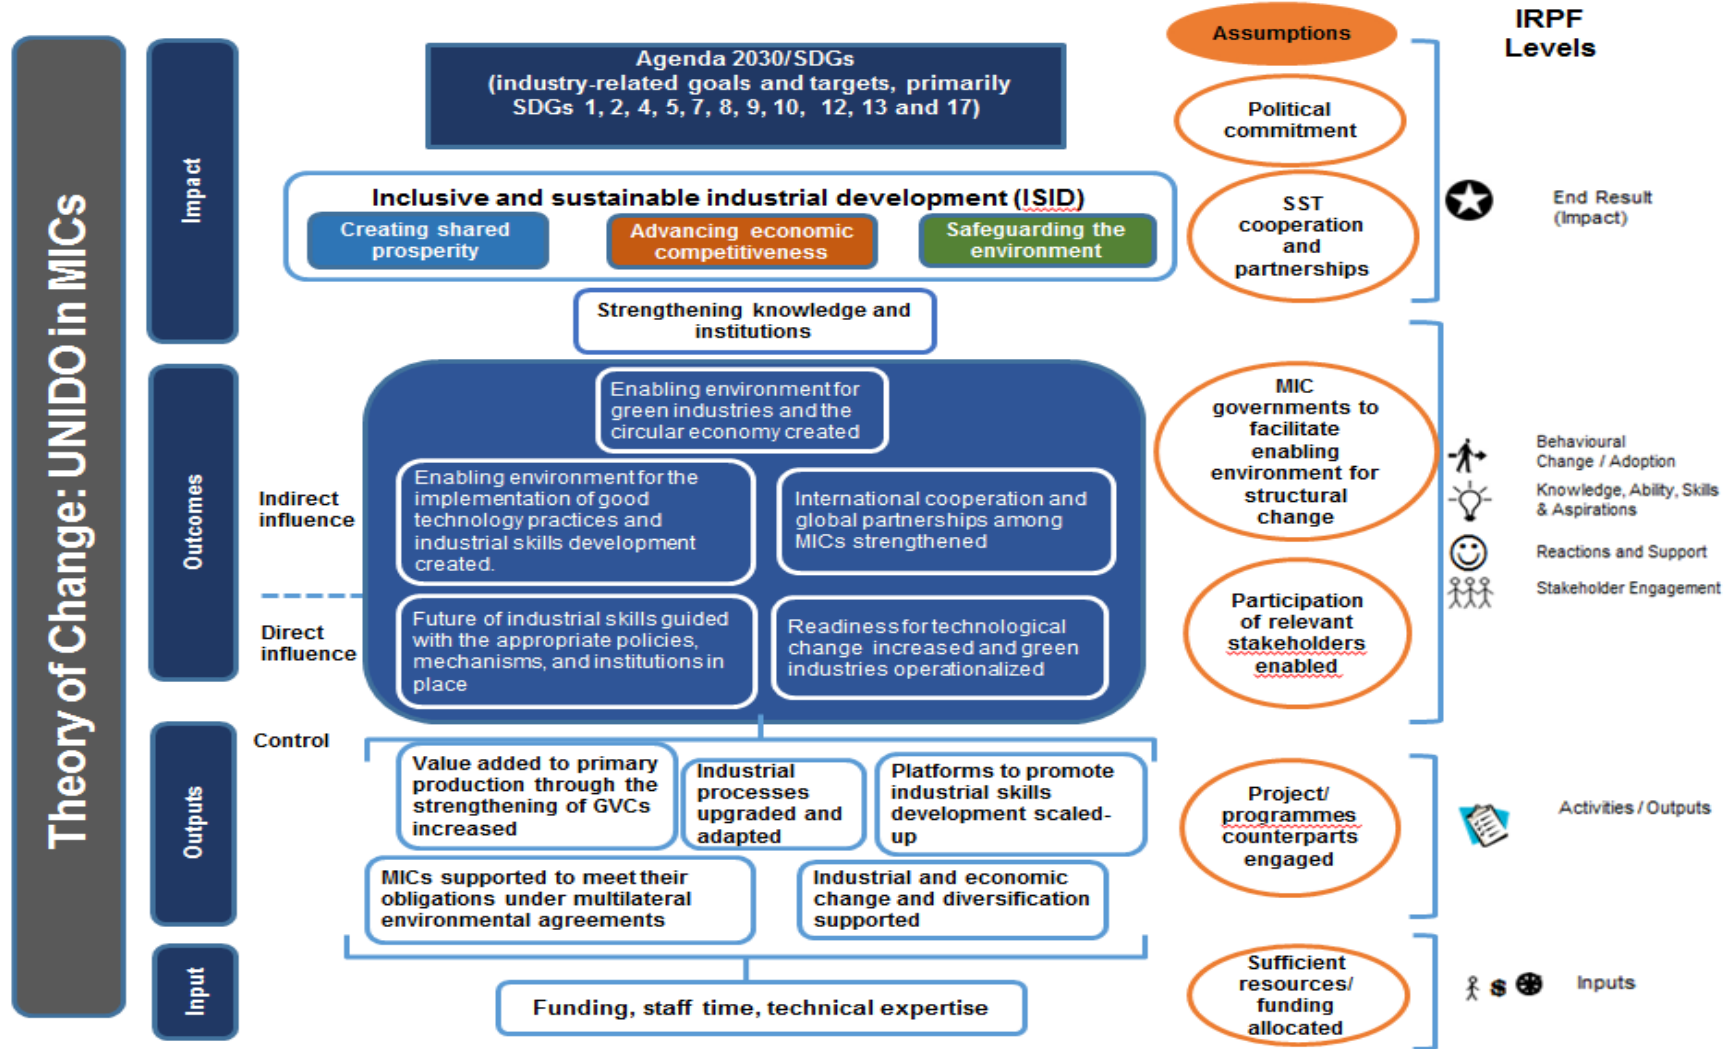 Theory of Change: UNIDO in MICs
Impact
Agenda 2030/SDGs
(industry-related goals and targets, primarily
SDGs 1, 2, 4, 5, 7, 8, 9, 10, 12, 13 and 17)
Inclusive and sustainable industrial development (ISID)
Creating shared
prosperity
Advancing economic
competitiveness
Safeguarding the
environment
Strengthening knowledge and
institutions
Outcomes
Indirect
influence
Direct
influence
Enabling environment for
green industries and the
circular economy created
Enabling environment for the
implementation of good
technology practices and
industrial skills development
created.
International cooperation and
global partnerships among
MICs strengthened
Future of industrial skills guided
with the appropriate policies,
mechanisms, and institutions in
place
Readiness for technological
change increased and green
industries operationalized
Outputs
Control
Value added to primary
production through the
strengthening of GVCs
increased
Industrial
processes
upgraded and
adapted
Platforms to promote
industrial skills
development scaled-
up
MICs supported to meet their
obligations under multilateral
environmental agreements
Industrial and economic
change and diversification
supported
Input
Funding, staff time, technical expertise
Assumptions
Political
commitment
SST
cooperation
and
partnerships
MIC
governments to
facilitate
enabling
environment for
structural
change
Participation
of relevant
stakeholders
enabled
Project/
programmes
counterparts
engaged
Sufficient
resources/
funding
allocated
IRPF
Levels
End Result
(Impact)
Behavioural
Change / Adoption
Knowledge, Ability, Skills
& Aspirations
Reactions and Support
Stakeholder Engagement
Activities / Outputs
$
Inputs